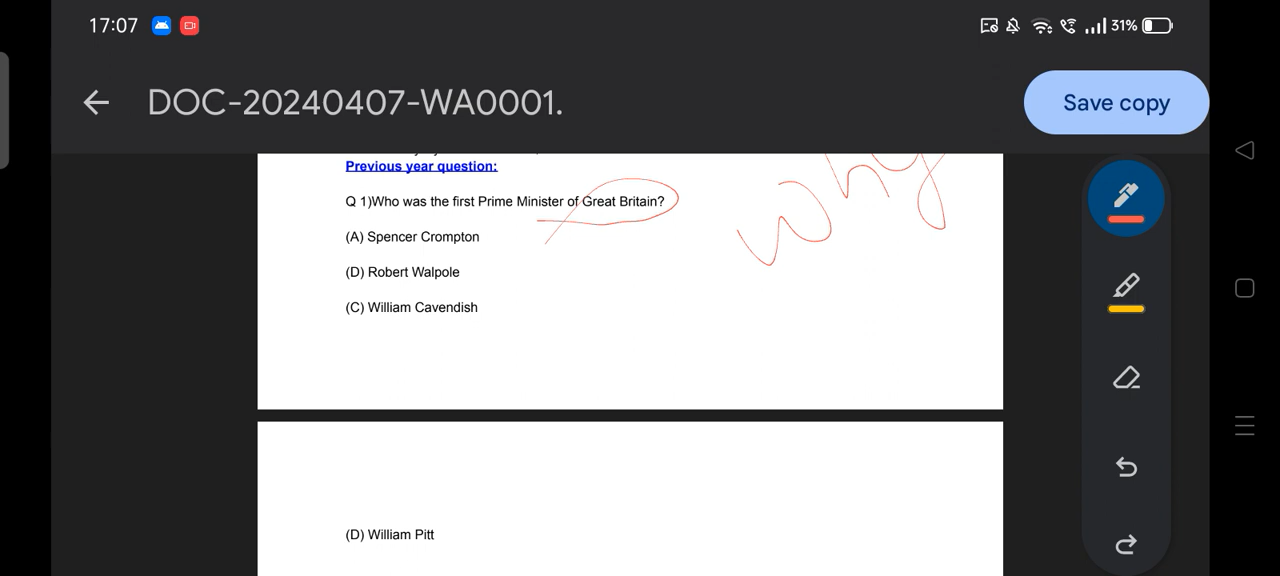 17:07
31%
DOC-20240407-WA0001.
Save copy
Previous year question:
Q 1)Who was the first Prime Minister of Great Britain?
why
(A) Spencer Crompton
(D) Robert Walpole
(C) William Cavendish
(D) William Pitt